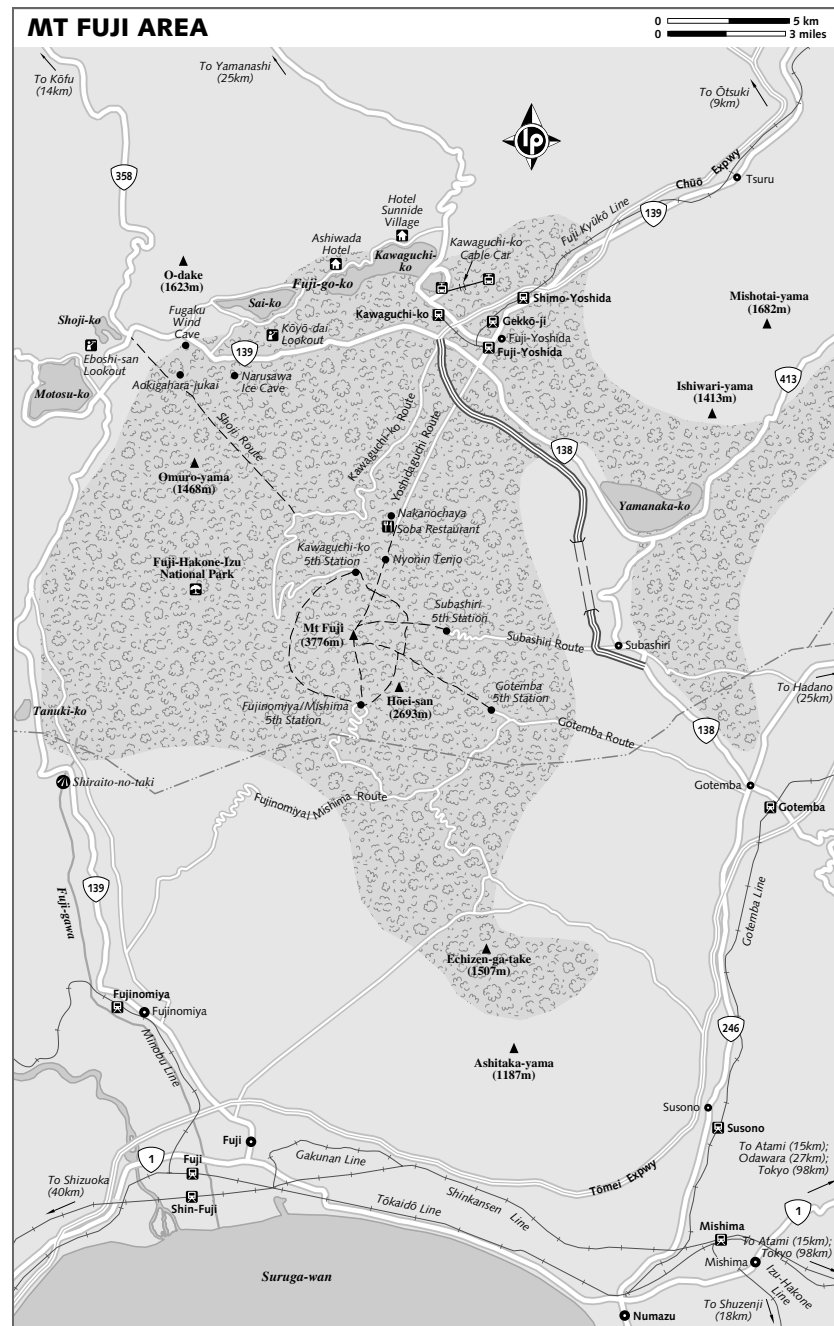 MT FUJI AREA
0 5 km
0 3 miles
To Kōfu
(14km)
To Yamanashi
(25km)
lp
To Ōtsuki
(9km)
Chūō Expwy
Tsuru
358
139
Fuji Kyūkō Line
Hotel
Sunnide
Village
Ashiwada
Hotel
Kawaguchi-
ko
Kawaguchi-ko
Cable Car
O-dake
(1623m)
Fuji-go-ko
Sai-ko
Shimo-Yoshida
Mishotai-yama
(1682m)
Shoji-ko
Fugaku
Wind
Cave
Kawaguchi-ko
Gekkō-ji
Kōyō-dai
Lookout
Fuji-Yoshida
Fuji-Yoshida
Eboshi-san
Lookout
139
Motosu-ko
Aokigahara-jukai
Narusawa
Ice Cave
Ishiwari-yama
(1413m)
413
Shoji Route
Kawaguchi-ko Route
Yoshidaguchi Route
138
Omuro-yama
(1468m)
Yamanaka-ko
Nakanochaya
Soba Restaurant
Kawaguchi-ko
5th Station
Nyonin Tenjo
Fuji-Hakone-Izu
National Park
Mt Fuji
(3776m)
Subashiri
5th Station
Subashiri Route
Subashiri
Tanuki-ko
Fujinomiya/Mishima
5th Station
Hōei-san
(2693m)
Gotemba
5th Station
To Hadano
(25km)
Gotemba Route
138
Shiraito-no-taki
Gotemba
Gotemba
Fujinomiya/Mishima Route
139
Fuji-gawa
Gotemba Line
Echizen-ga-take
(1507m)
Fujinomiya
Fujinomiya
Minobu Line
246
Ashitaka-yama
(1187m)
Susono
Susono
Fuji
1
Fuji
Gakunan Line
To Shizuoka
(40km)
Shin-Fuji
Tōkaidō Line
Shinkansen Line
Tōmei Expwy
To Atami (15km);
Odawara (27km);
Tokyo (98km)
1
Mishima
To Atami (15km);
Tokyo (98km)
Mishima
Izu-Hakone
Line
Suruga-wan
To Shuzenji
(18km)
Numazu